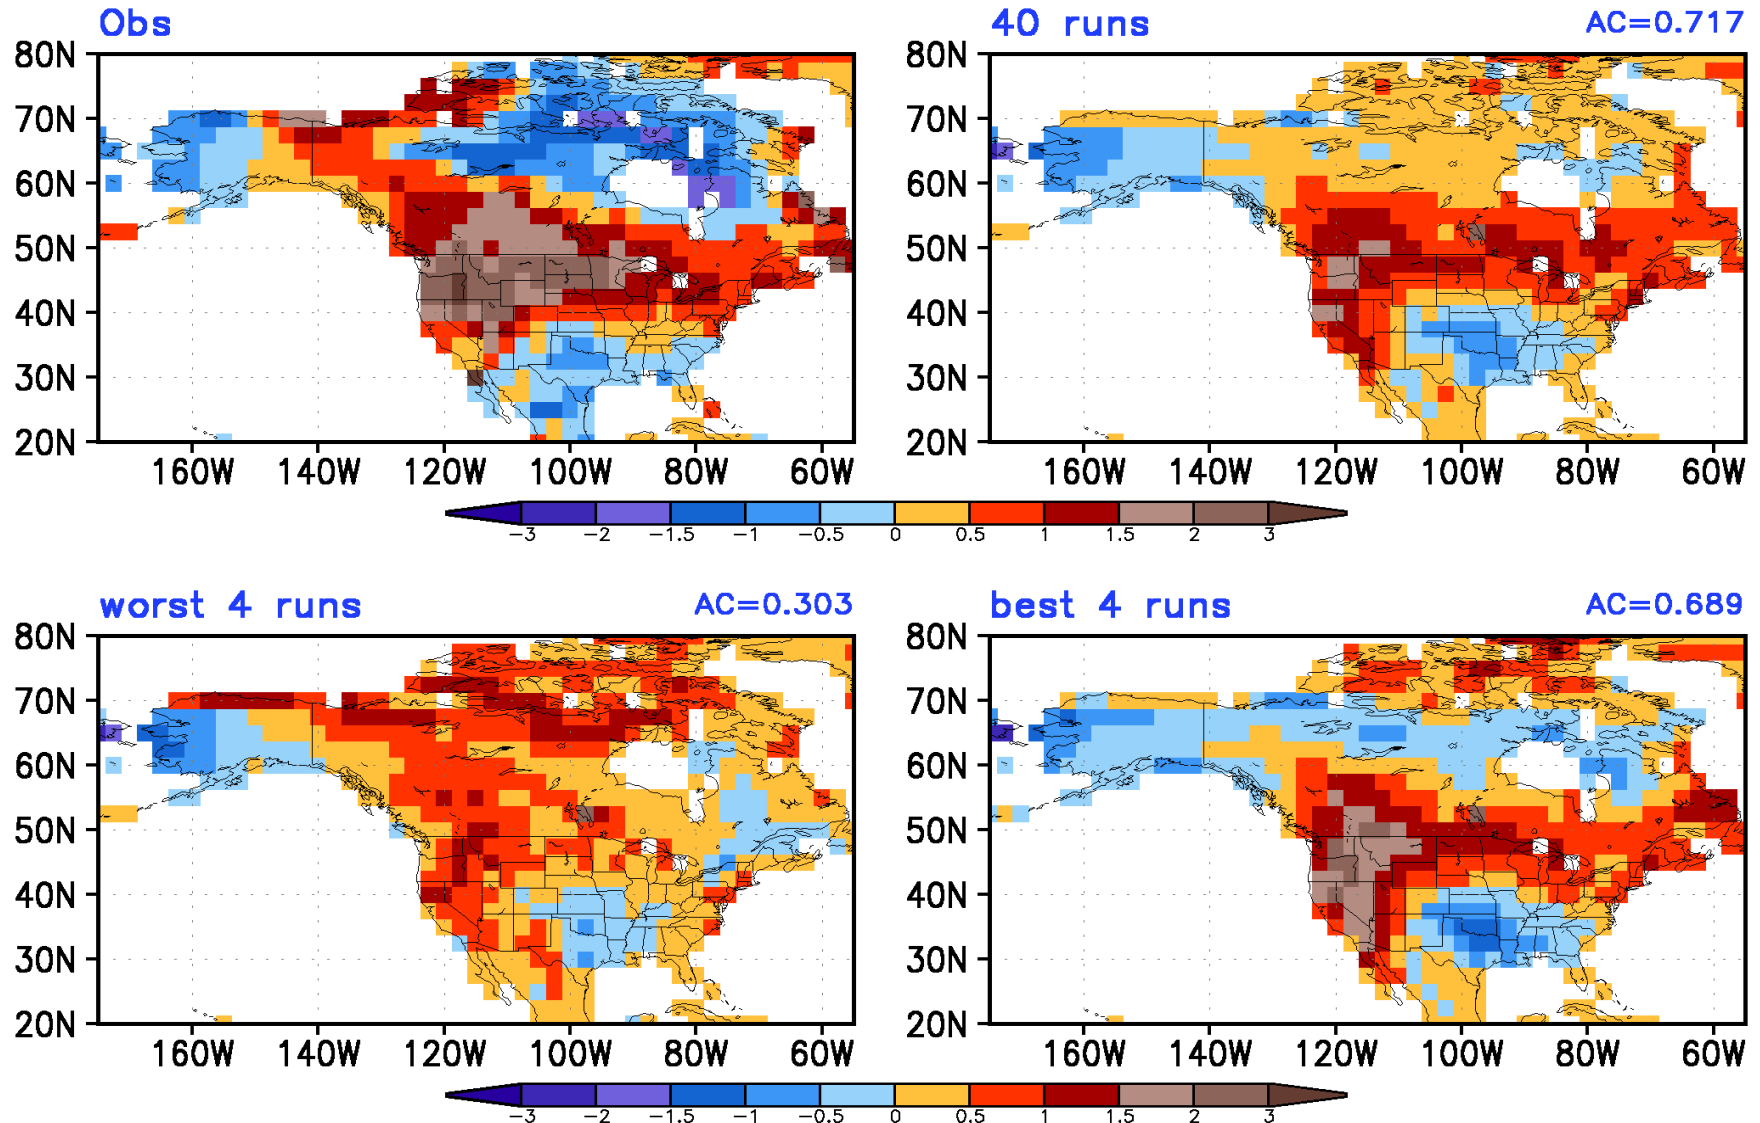 Obs
40 runs AC=0.717
80N 80N
70N 70N
60N 60N
50N 50N
40N 40N
30N 30N
20N 20N
160W 140W 120W 100W 80W 60W 160W 140W 120W 100W 80W 60W
-3 -2 -1.5 -1 -0.5 0 0.5 1 1.5 2 3
worst 4 runs AC=0.303
best 4 runs AC=0.689
80N 80N
70N 70N
60N 60N
50N 50N
40N 40N
30N 30N
20N 20N
160W 140W 120W 100W 80W 60W 160W 140W 120W 100W 80W 60W
-3 -2 -1.5 -1 -0.5 0 0.5 1 1.5 2 3